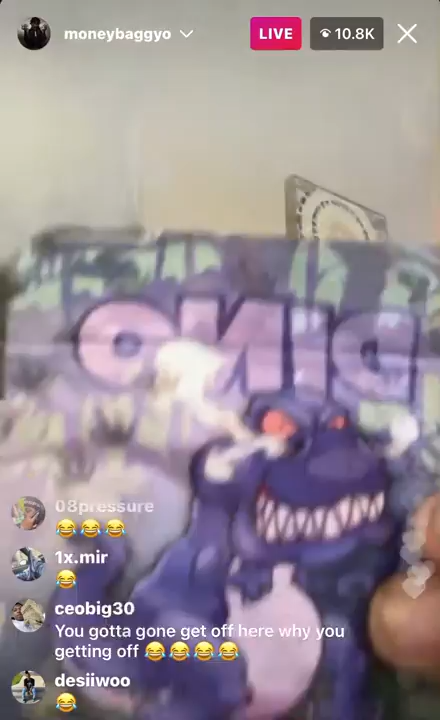 moneybaggyo
LIVE
10.8K
DINO
08pressure
😂😂😂
1x.mir
😂
ceobig30
You gotta gone get off here why you
getting off 😂😂😂😂
desiiwoo
😂